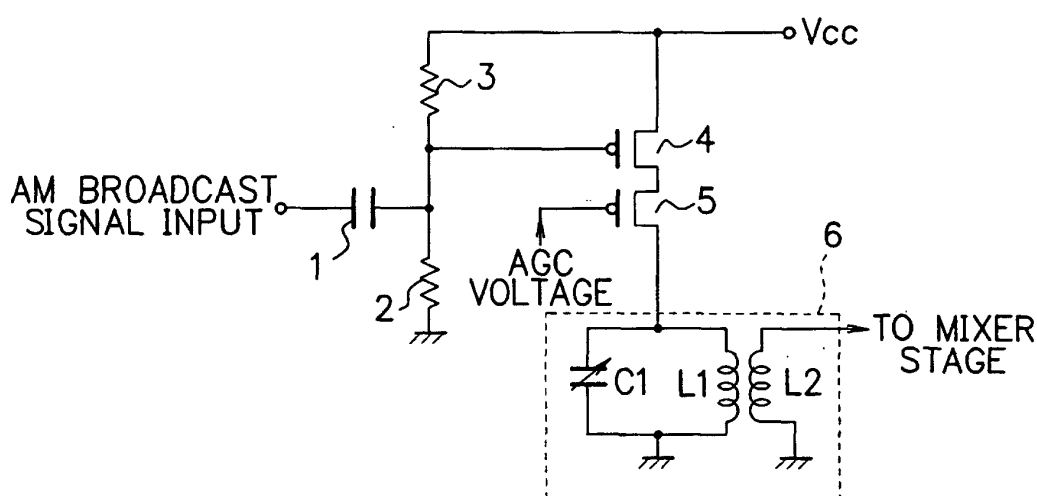 Vcc
3
4
AM BROADCAST
SIGNAL INPUT
1
5
2
AGC
VOLTAGE
6
TO MIXER
STAGE
C1
L1
L2